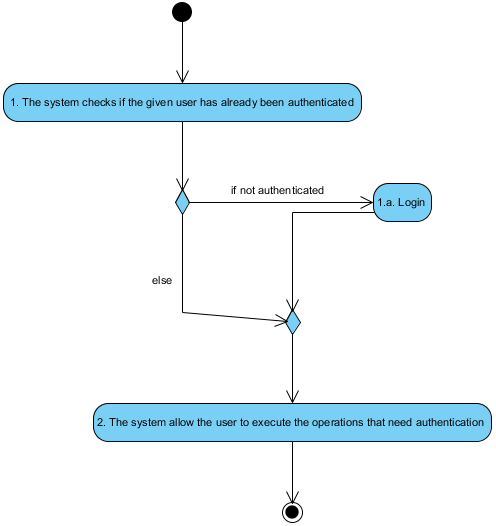 1. The system checks if the given user has already been authenticated
if not authenticated
1.a. Login
else
2. The system allow the user to execute the operations that need authentication